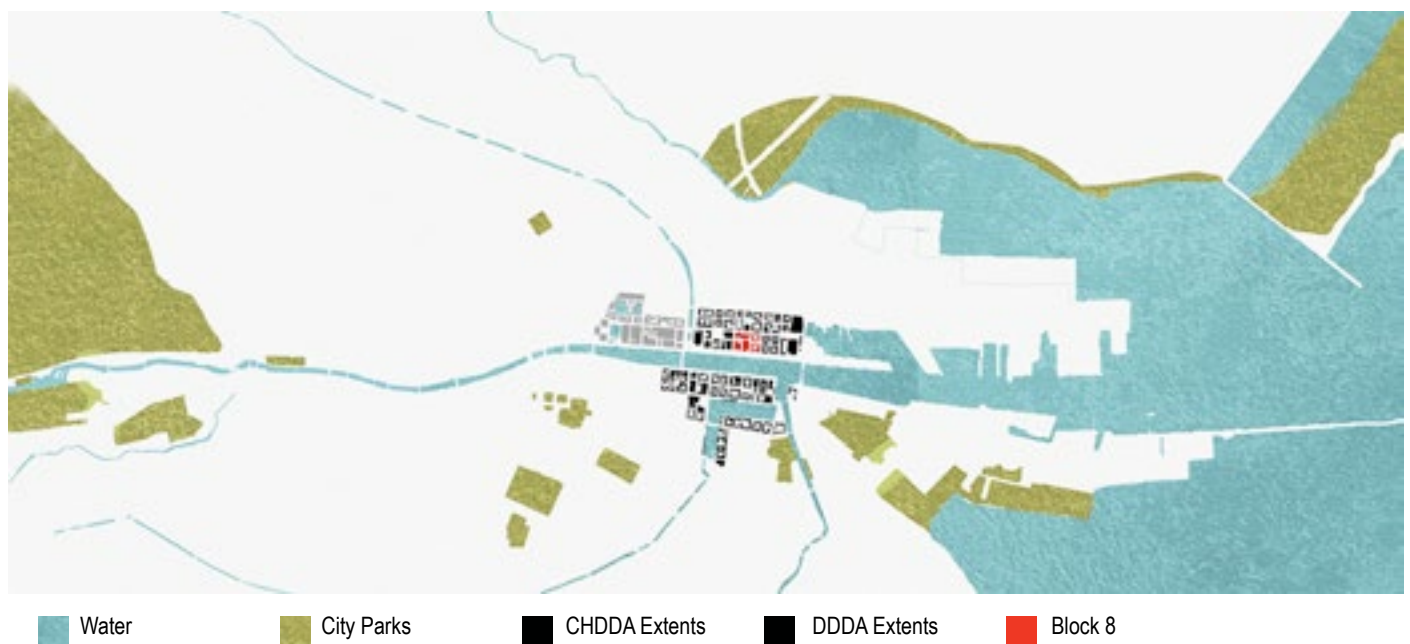 Water
City Parks
CHDDA Extents
DDDA Extents
Block 8